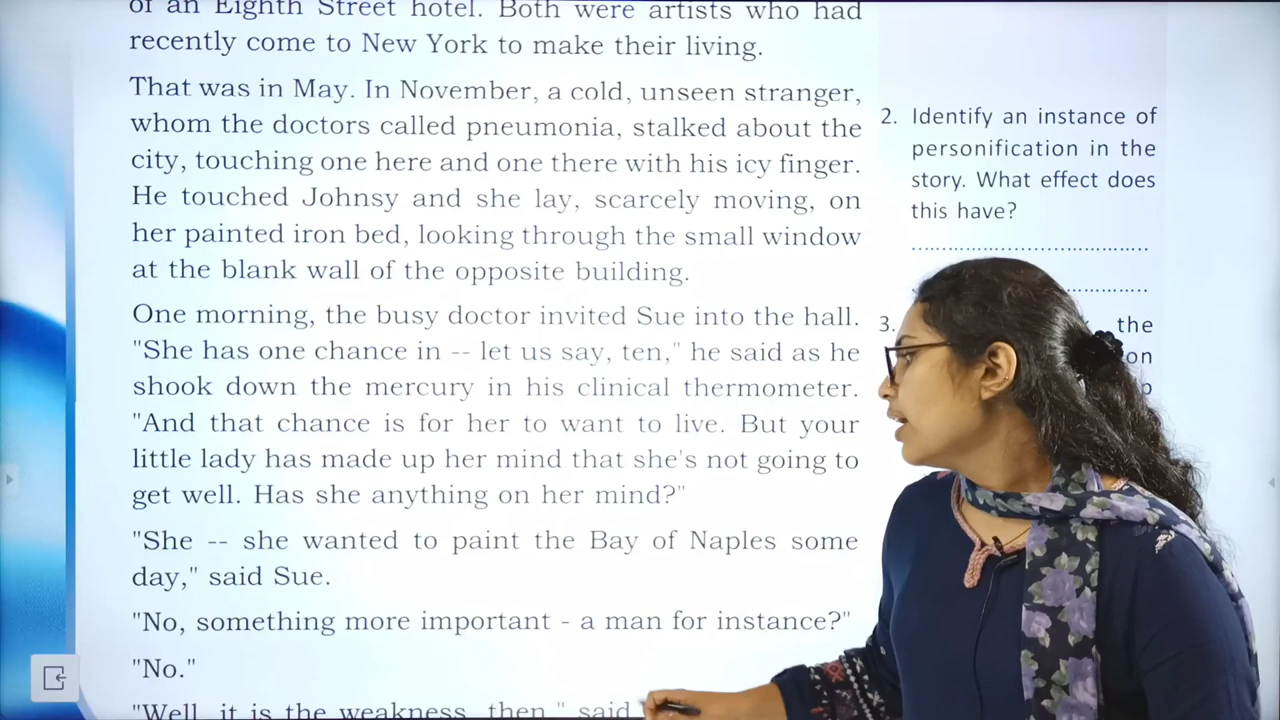 of an Eighth Street hotel. Both were artists who had
recently come to New York to make their living.
That was in May. In November, a cold, unseen stranger,
whom the doctors called pneumonia, stalked about the
city, touching one here and one there with his icy finger.
He touched Johnsy and she lay, scarcely moving, on
her painted iron bed, looking through the small window
at the blank wall of the opposite building.
One morning, the busy doctor invited Sue into the hall.
"She has one chance in -- let us say, ten," he said as he
shook down the mercury in his clinical thermometer.
"And that chance is for her to want to live. But your
little lady has made up her mind that she's not going to
get well. Has she anything on her mind?"
"She -- she wanted to paint the Bay of Naples some
day," said Sue.
"No, something more important - a man for instance?"
"No."
"Well, it is the weakness, then," said
2. Identify an instance of
personification in the
story. What effect does
this have?
3. the
on